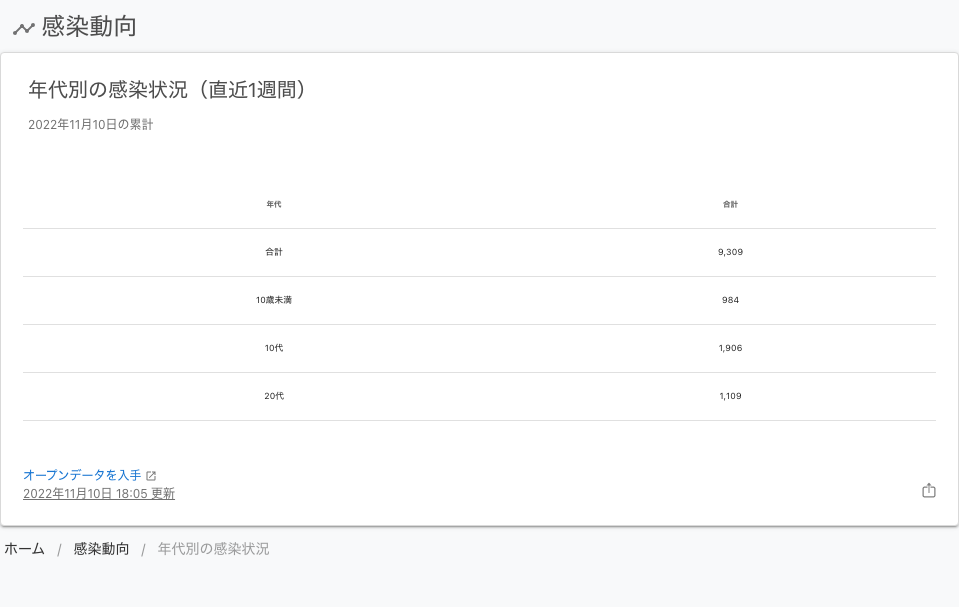 感染動向
年代別の感染状況（直近1週間）
2022年11月10日の累計
年代 合計
合計 9,309
10歳未満 984
10代 1,906
20代 1,109
オープンデータを入手
2022年11月10日 18:05 更新
ホーム / 感染動向 / 年代別の感染状況